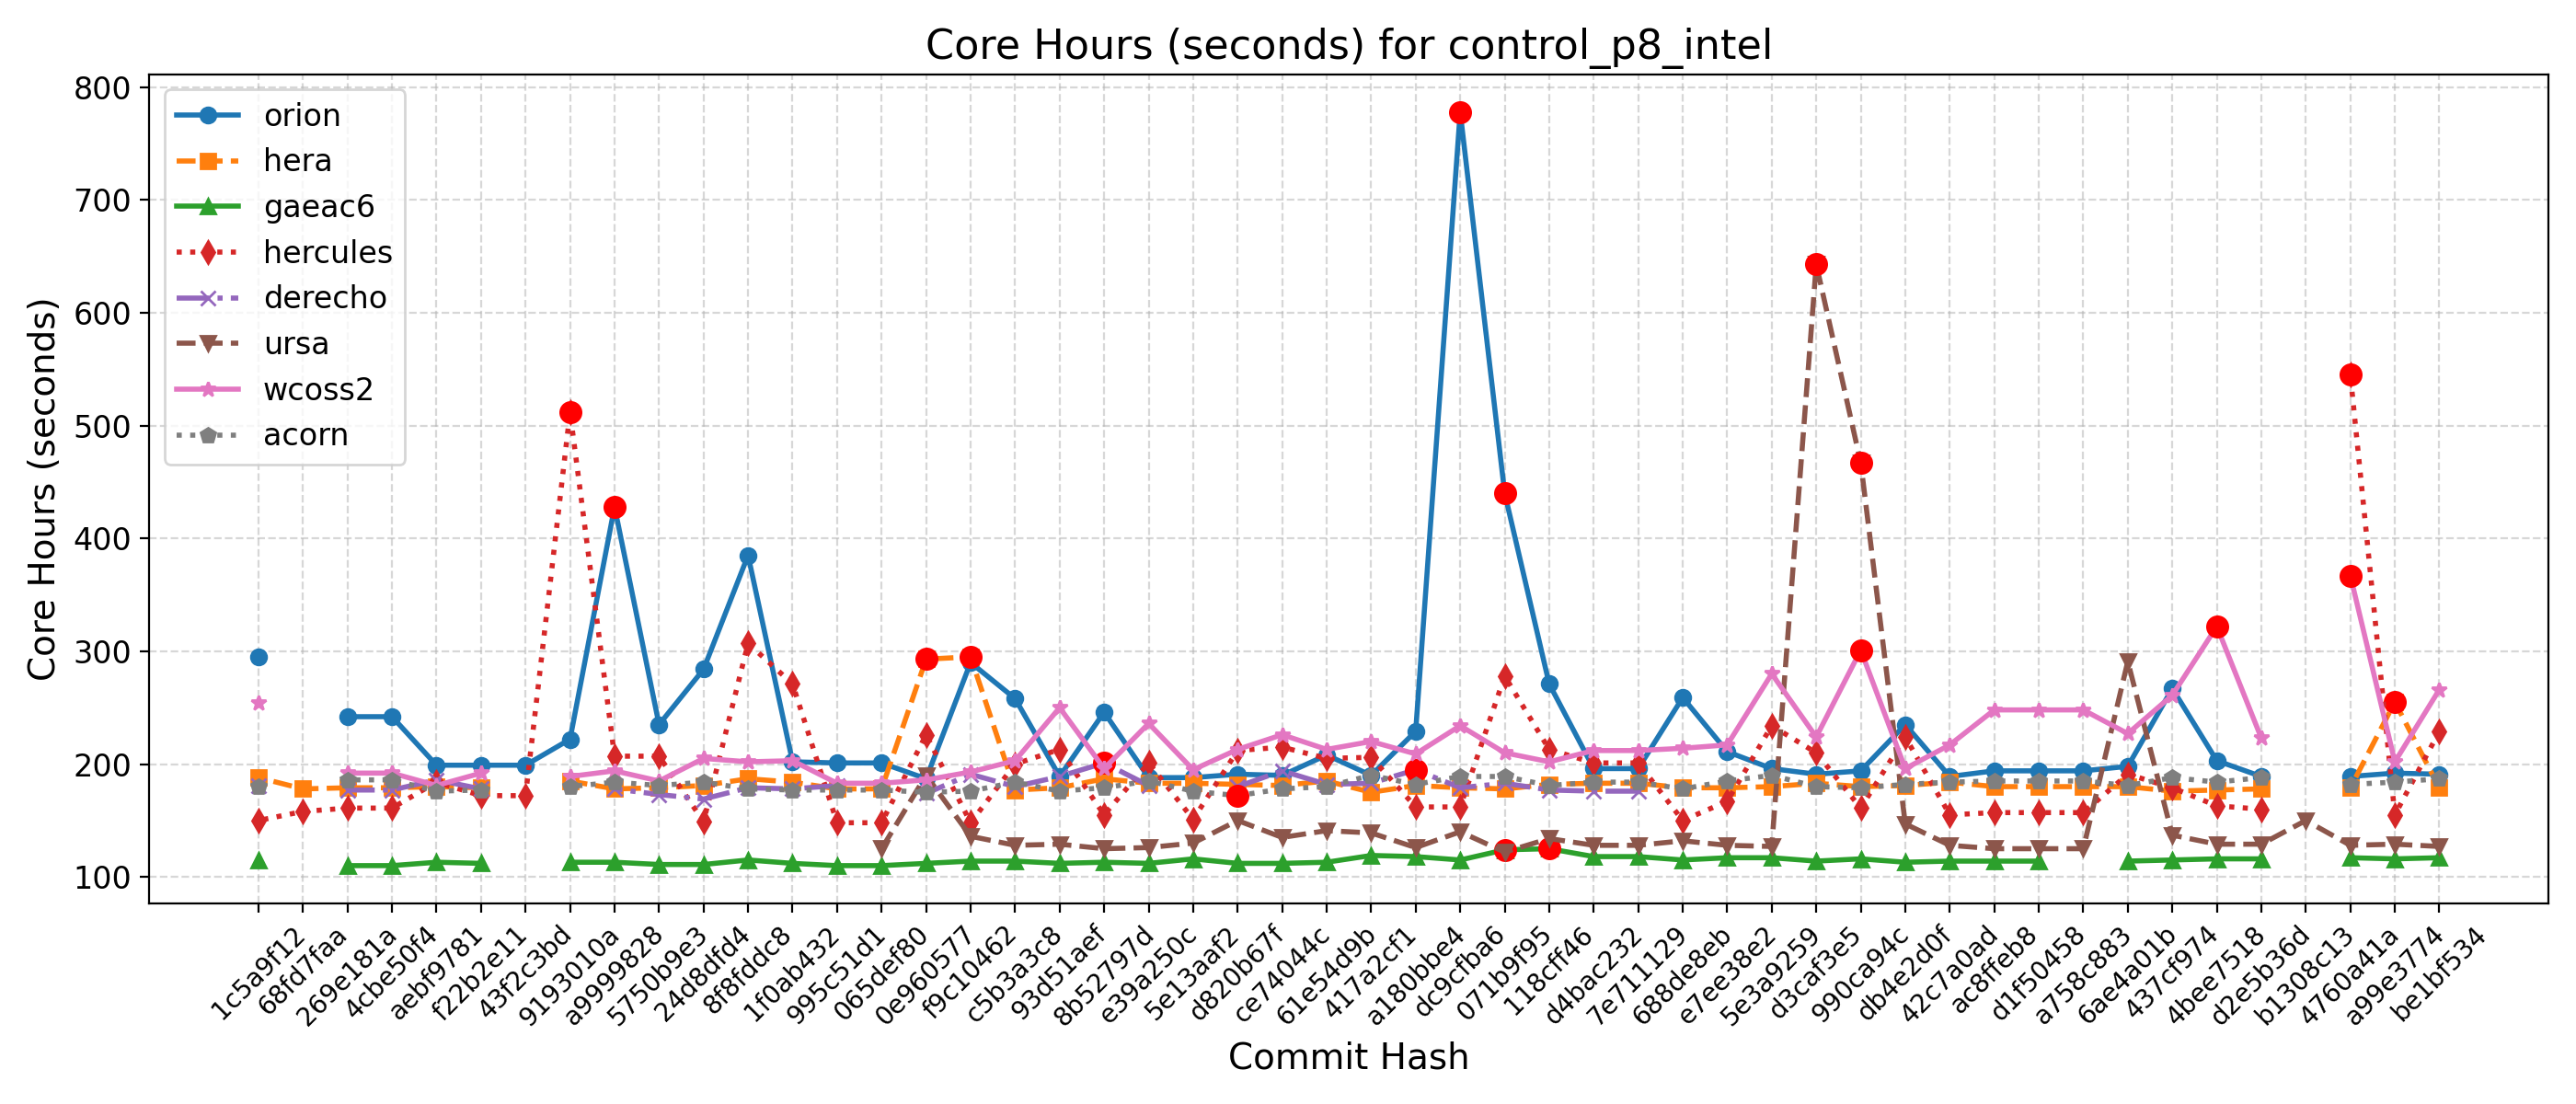 Core Hours (seconds) for control_p8_intel
Core Hours (seconds)
800
700
600
500
400
300
200
100
orion
hera
gaeac6
hercules
derecho
ursa
wcoss2
acorn
1c5a9f12
68fd7faa
269e181a
4cbe50f4
aebf9781
f22b2e11
43f2c3bd
9193010a
a9999828
5750b9e3
24d8dfd4
8f8fddc8
1f0ab432
995c51d1
065def80
0e960577
f9c10462
c5b3a3c8
93d51aef
8b52797d
e39a250c
5e13aaf2
d820b67f
ce74044c
61e54d9b
417a2cf1
a180bbe4
dc9cfba6
071b9f95
118cff46
d4bac232
7e711129
688de8eb
e7ee38e2
5e3a9259
d3caf3e5
990ca94c
db4e2d0f
42c7a0ad
ac8ffeb8
d1f50458
a758c883
6ae4a01b
437cf974
4bee7518
d2e5b36d
b1308c13
4760a41a
a99e3774
be1bf534
Commit Hash